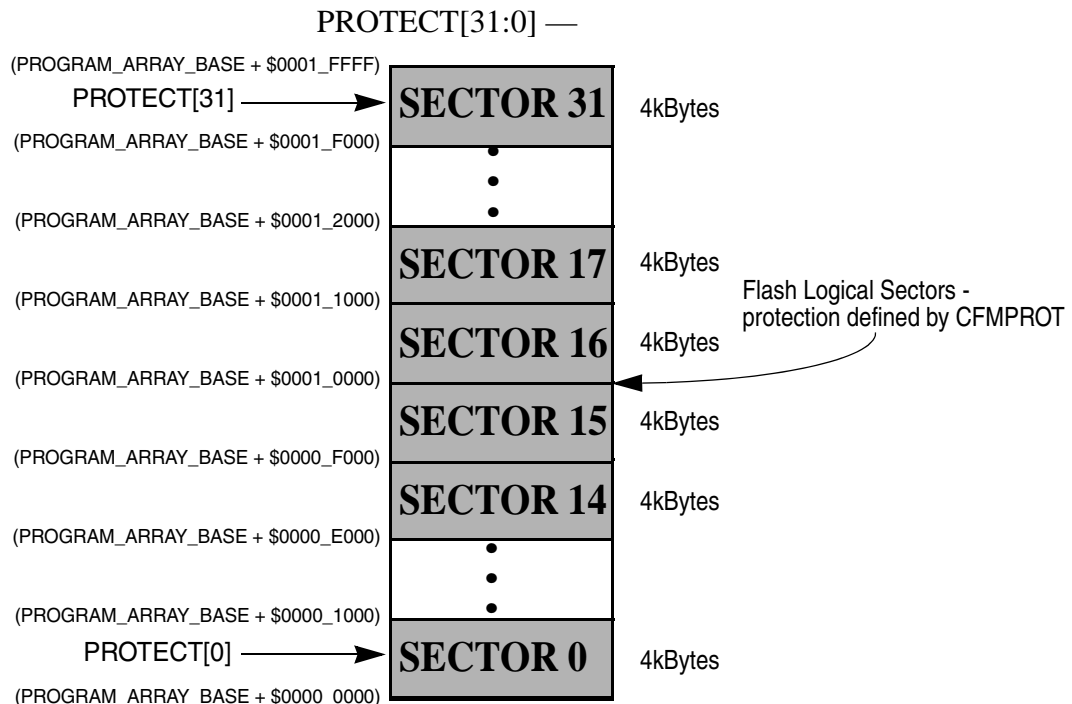 PROTECT[31:0] —
(PROGRAM_ARRAY_BASE + $0001_FFFF)
PROTECT[31]
SECTOR 31
4kBytes
(PROGRAM_ARRAY_BASE + $0001_F000)
(PROGRAM_ARRAY_BASE + $0001_2000)
SECTOR 17
4kBytes
(PROGRAM_ARRAY_BASE + $0001_1000)
Flash Logical Sectors -
protection defined by CFMPROT
SECTOR 16
4kBytes
(PROGRAM_ARRAY_BASE + $0001_0000)
SECTOR 15
4kBytes
(PROGRAM_ARRAY_BASE + $0000_F000)
SECTOR 14
4kBytes
(PROGRAM_ARRAY_BASE + $0000_E000)
(PROGRAM_ARRAY_BASE + $0000_1000)
PROTECT[0]
SECTOR 0
4kBytes
(PROGRAM_ARRAY_BASE + $0000_0000)